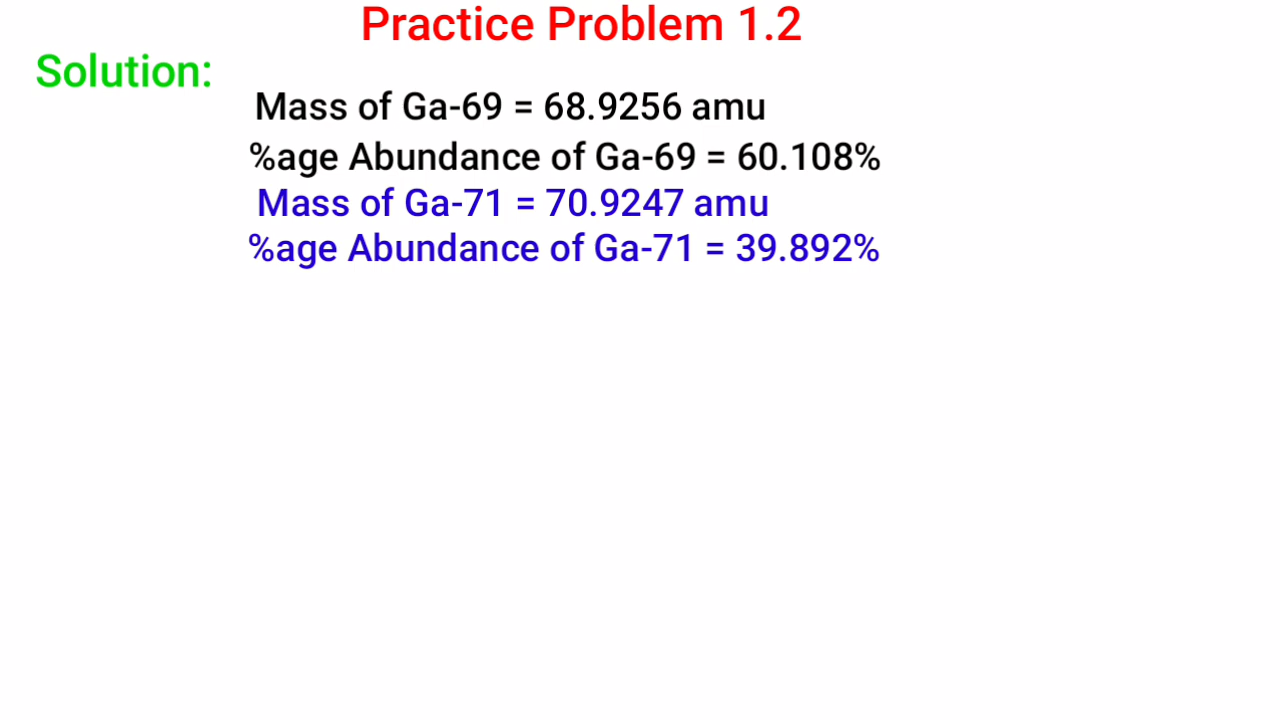 Practice Problem 1.2
Solution:
Mass of Ga-69 = 68.9256 amu
%age Abundance of Ga-69 = 60.108%
Mass of Ga-71 = 70.9247 amu
%age Abundance of Ga-71 = 39.892%